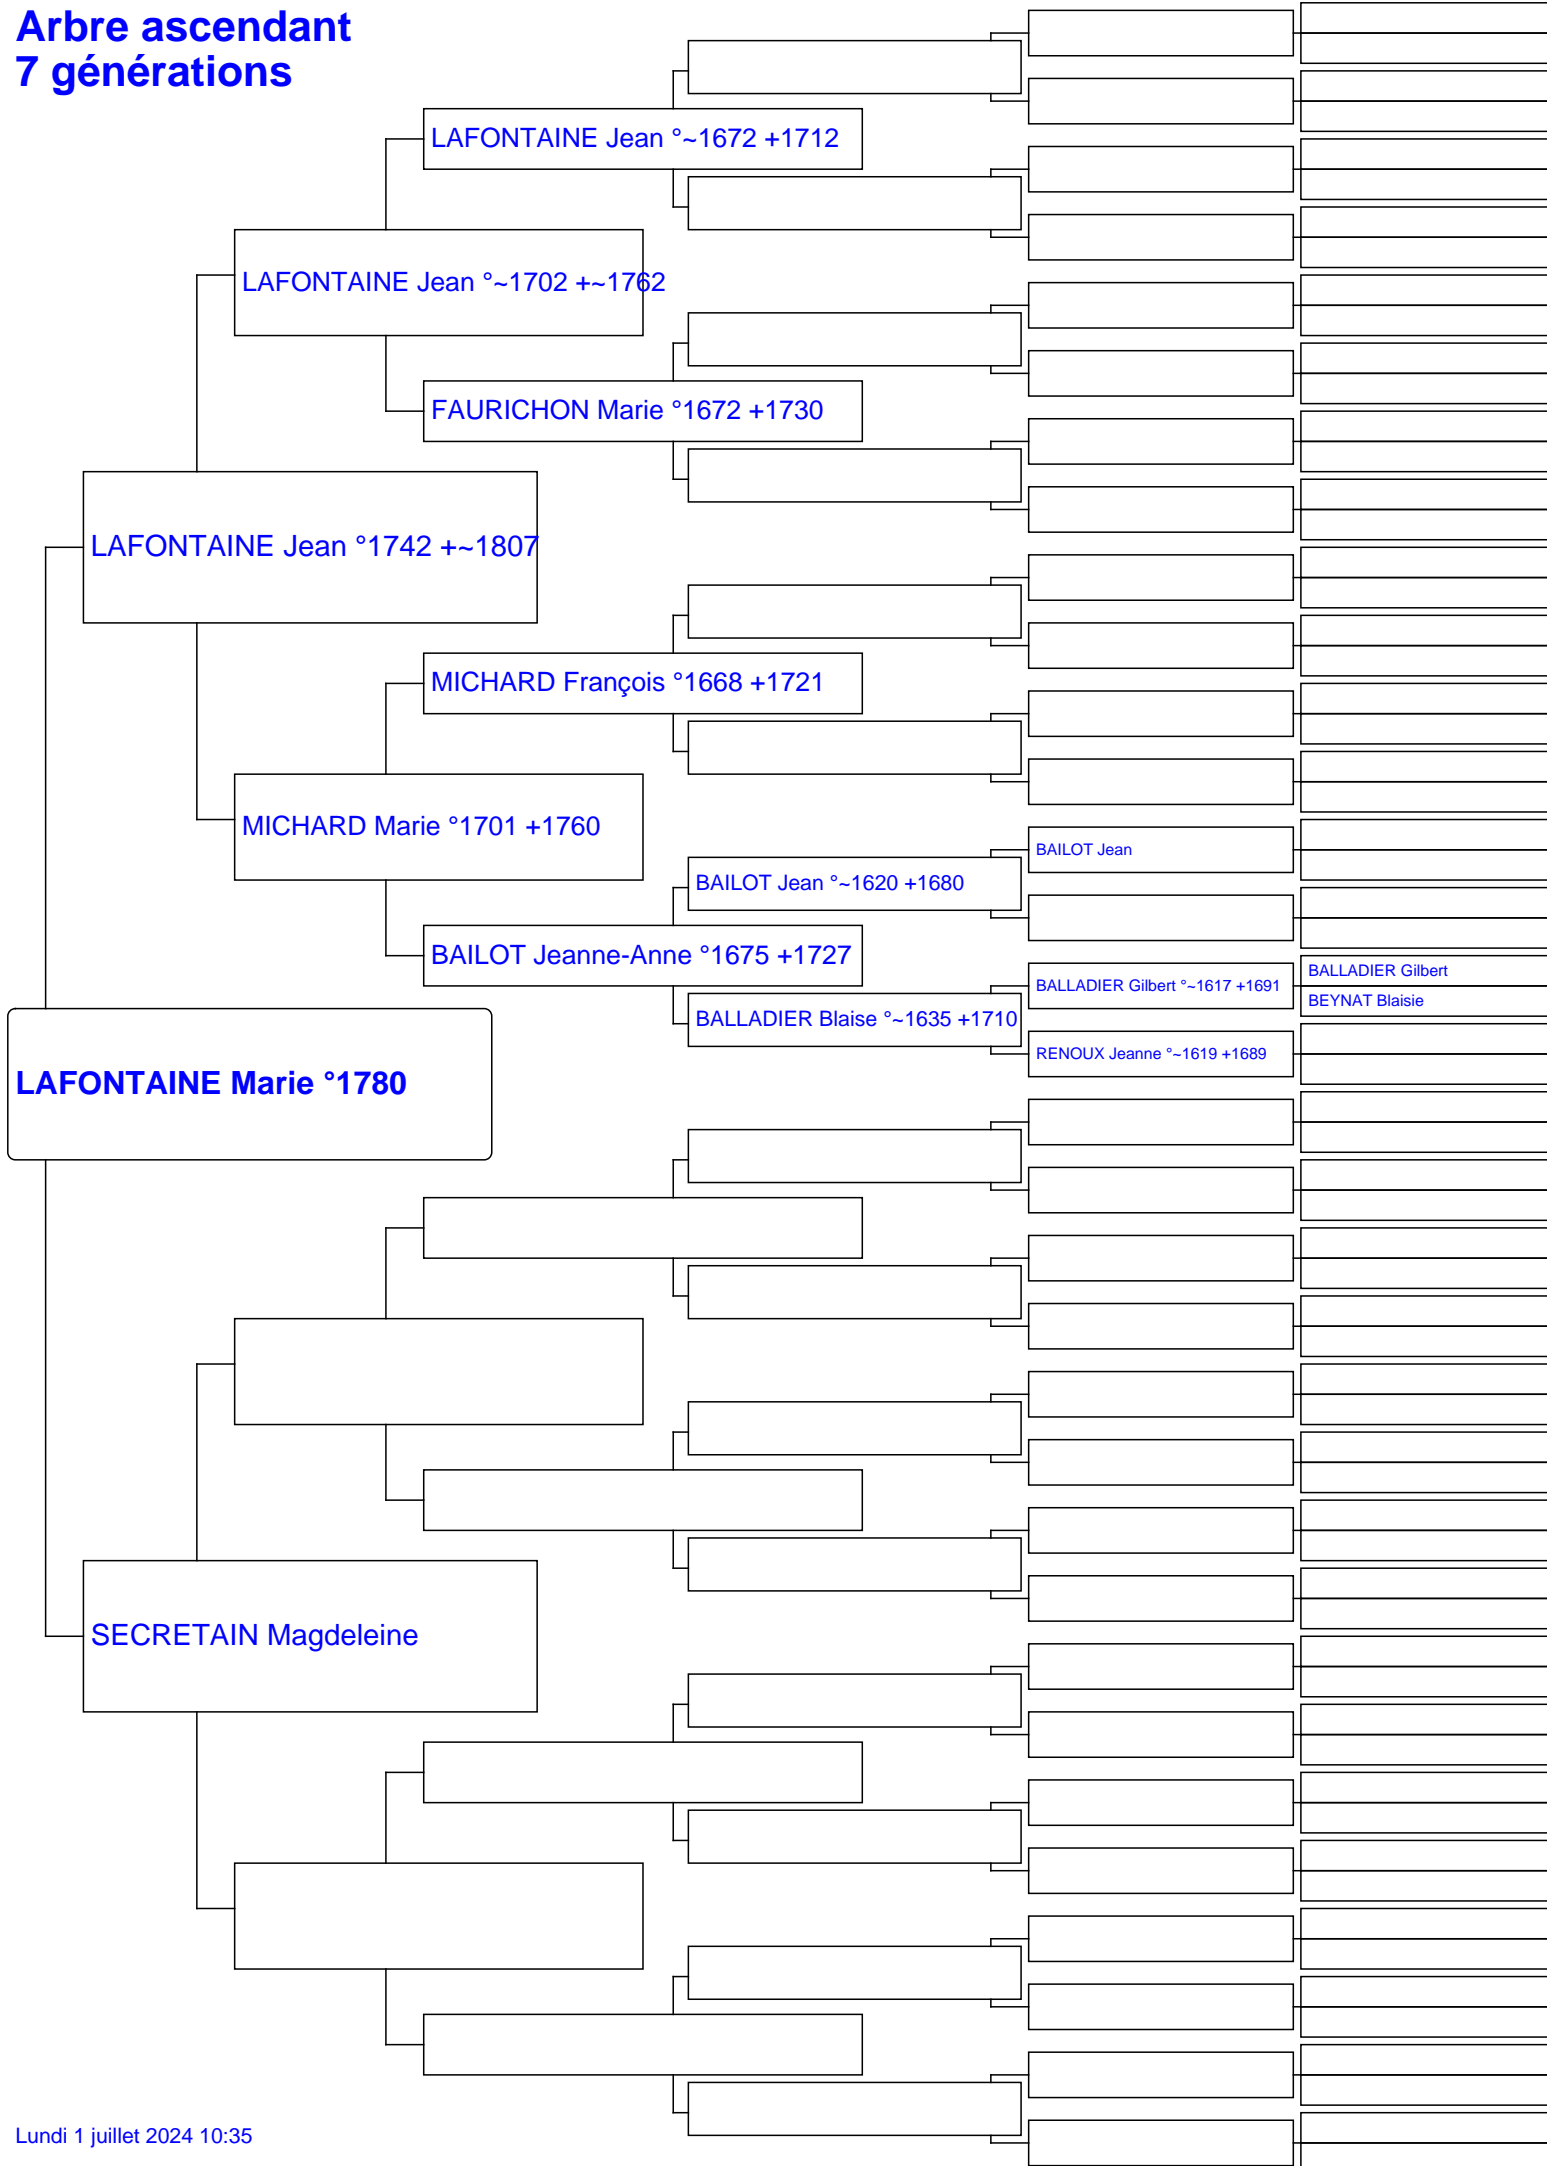 Arbre ascendant
7 générations
LAFONTAINE Jean °~1672 +1712
LAFONTAINE Jean °~1702 +~1762
FAURICHON Marie °1672 +1730
LAFONTAINE Jean °1742 +~1807
MICHARD François °1668 +1721
MICHARD Marie °1701 +1760
BAILOT Jean
BAILOT Jean °~1620 +1680
BAILOT Jeanne-Anne °1675 +1727
BALLADIER Gilbert
BALLADIER Gilbert °~1617 +1691
BEYNAT Blaisie
BALLADIER Blaise °~1635 +1710
RENOUX Jeanne °~1619 +1689
LAFONTAINE Marie °1780
SECRETAIN Magdeleine
Lundi 1 juillet 2024 10:35